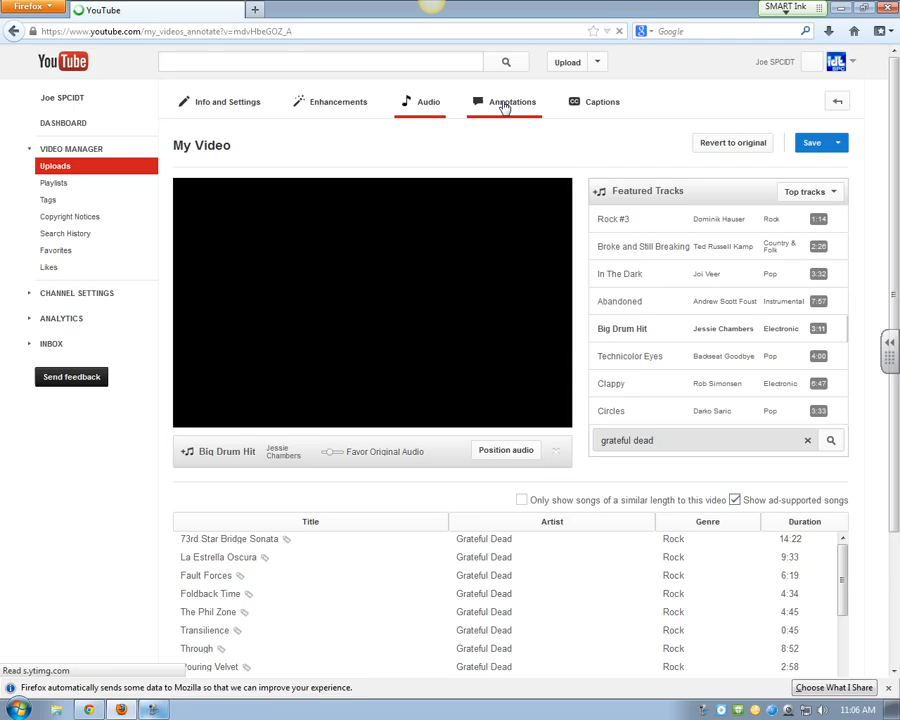 Firefox
YouTube
SMART Ink
https://www.youtube.com/my_videos_annotate?v=mdvHbeGOZ_A
Google
YouTube
Upload
Joe SPCIDT
idt
SPC
Joe SPCIDT
DASHBOARD
VIDEO MANAGER
Uploads
Playlists
Tags
Copyright Notices
Search History
Favorites
Likes
CHANNEL SETTINGS
ANALYTICS
INBOX
Send feedback
Info and Settings
Enhancements
Audio
Annotations
CC Captions
My Video
Revert to original
Save
Featured Tracks
Top tracks
Rock #3 Dominik Hauser Rock 1:14
Broke and Still Breaking Ted Russell Kamp Country & Folk 2:26
In The Dark Joi Veer Pop 3:32
Abandoned Andrew Scott Foust Instrumental 7:57
Big Drum Hit Jessie Chambers Electronic 3:11
Technicolor Eyes Backseat Goodbye Pop 4:00
Clappy Rob Simonsen Electronic 6:47
Circles Darko Saric Pop 3:33
grateful dead
Big Drum Hit Jessie Chambers Favor Original Audio Position audio
Only show songs of a similar length to this video Show ad-supported songs
Title Artist Genre Duration
73rd Star Bridge Sonata Grateful Dead Rock 14:22
La Estrella Oscura Grateful Dead Rock 9:33
Fault Forces Grateful Dead Rock 6:19
Foldback Time Grateful Dead Rock 4:34
The Phil Zone Grateful Dead Rock 4:45
Transilience Grateful Dead Rock 0:45
Through Grateful Dead Rock 8:52
Pouring Velvet Grateful Dead Rock 2:58
Read s.ytimg.com
Firefox automatically sends some data to Mozilla so that we can improve your experience.
Choose What I Share
11:06 AM